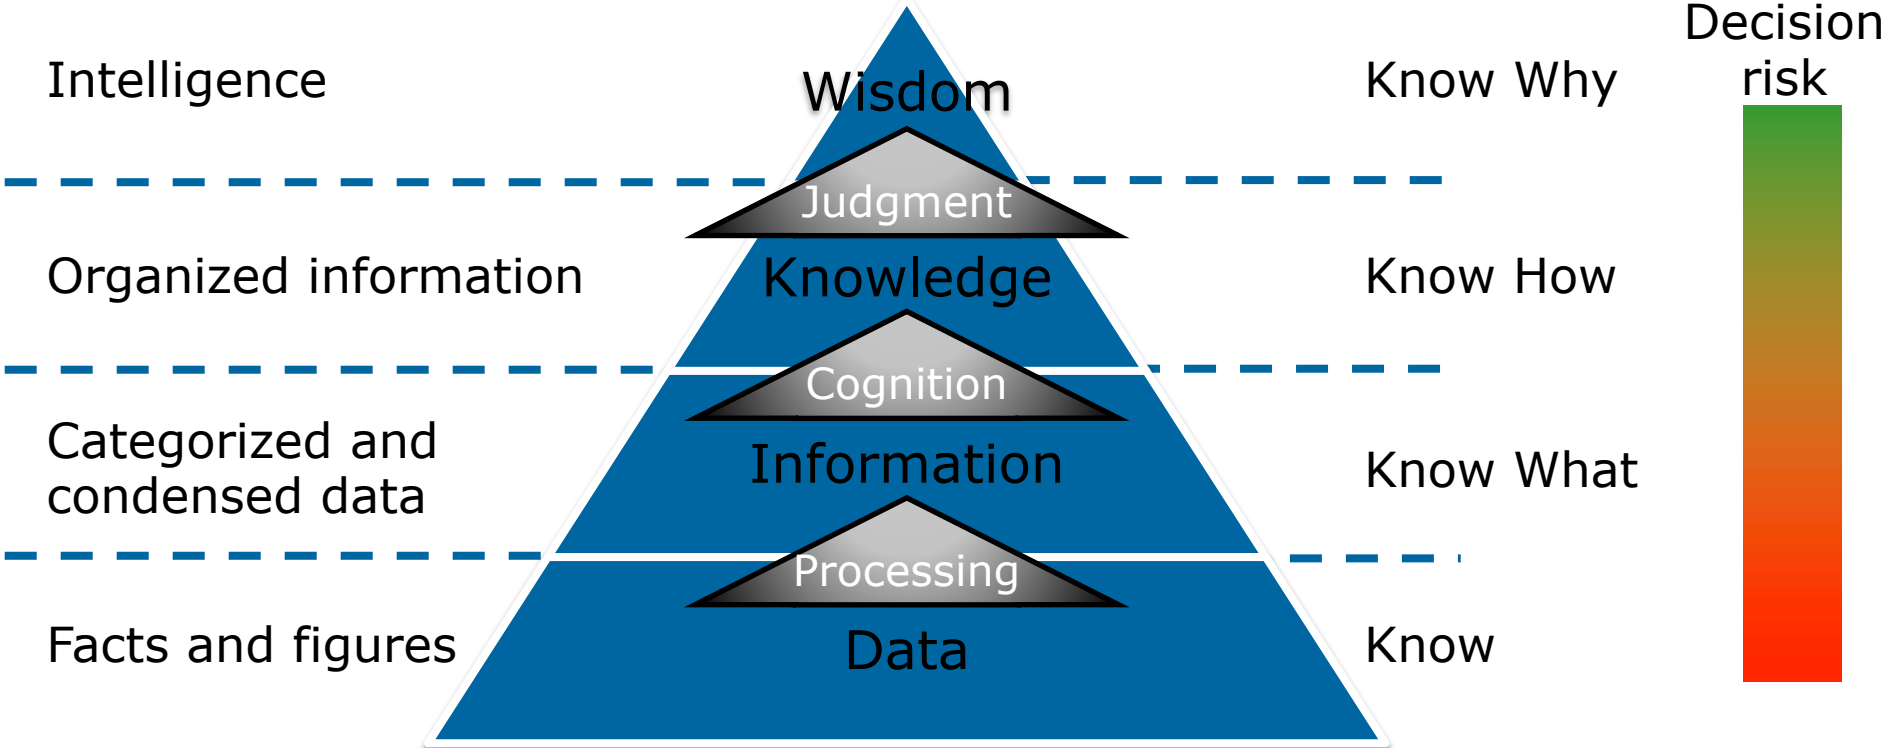 Decision
risk
Intelligence
Wisdom
Know Why
Judgment
Organized information
Knowledge
Know How
Cognition
Categorized and
condensed data
Information
Know What
Processing
Facts and figures
Data
Know